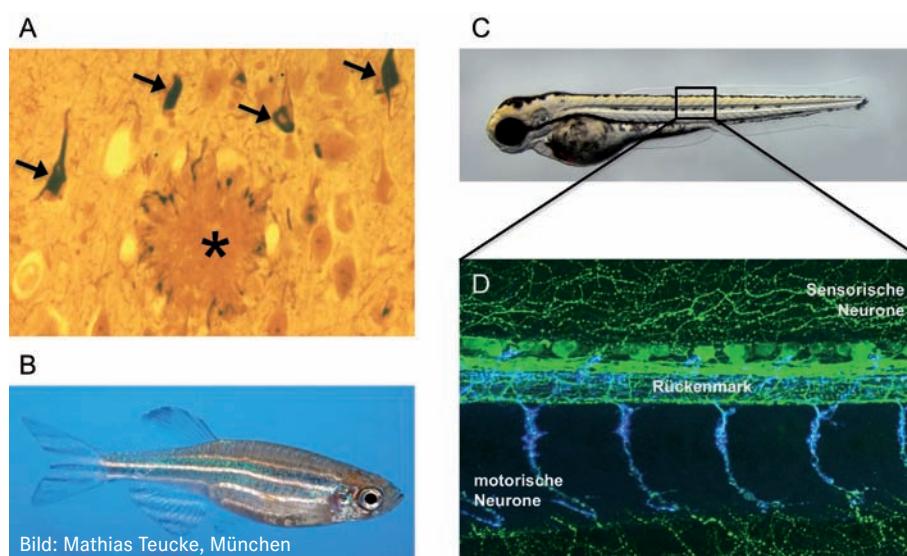 A
B
Bild: Mathias Teucke, München
C
D
Sensorische
Neurone
Rückenmark
motorische
Neurone
*